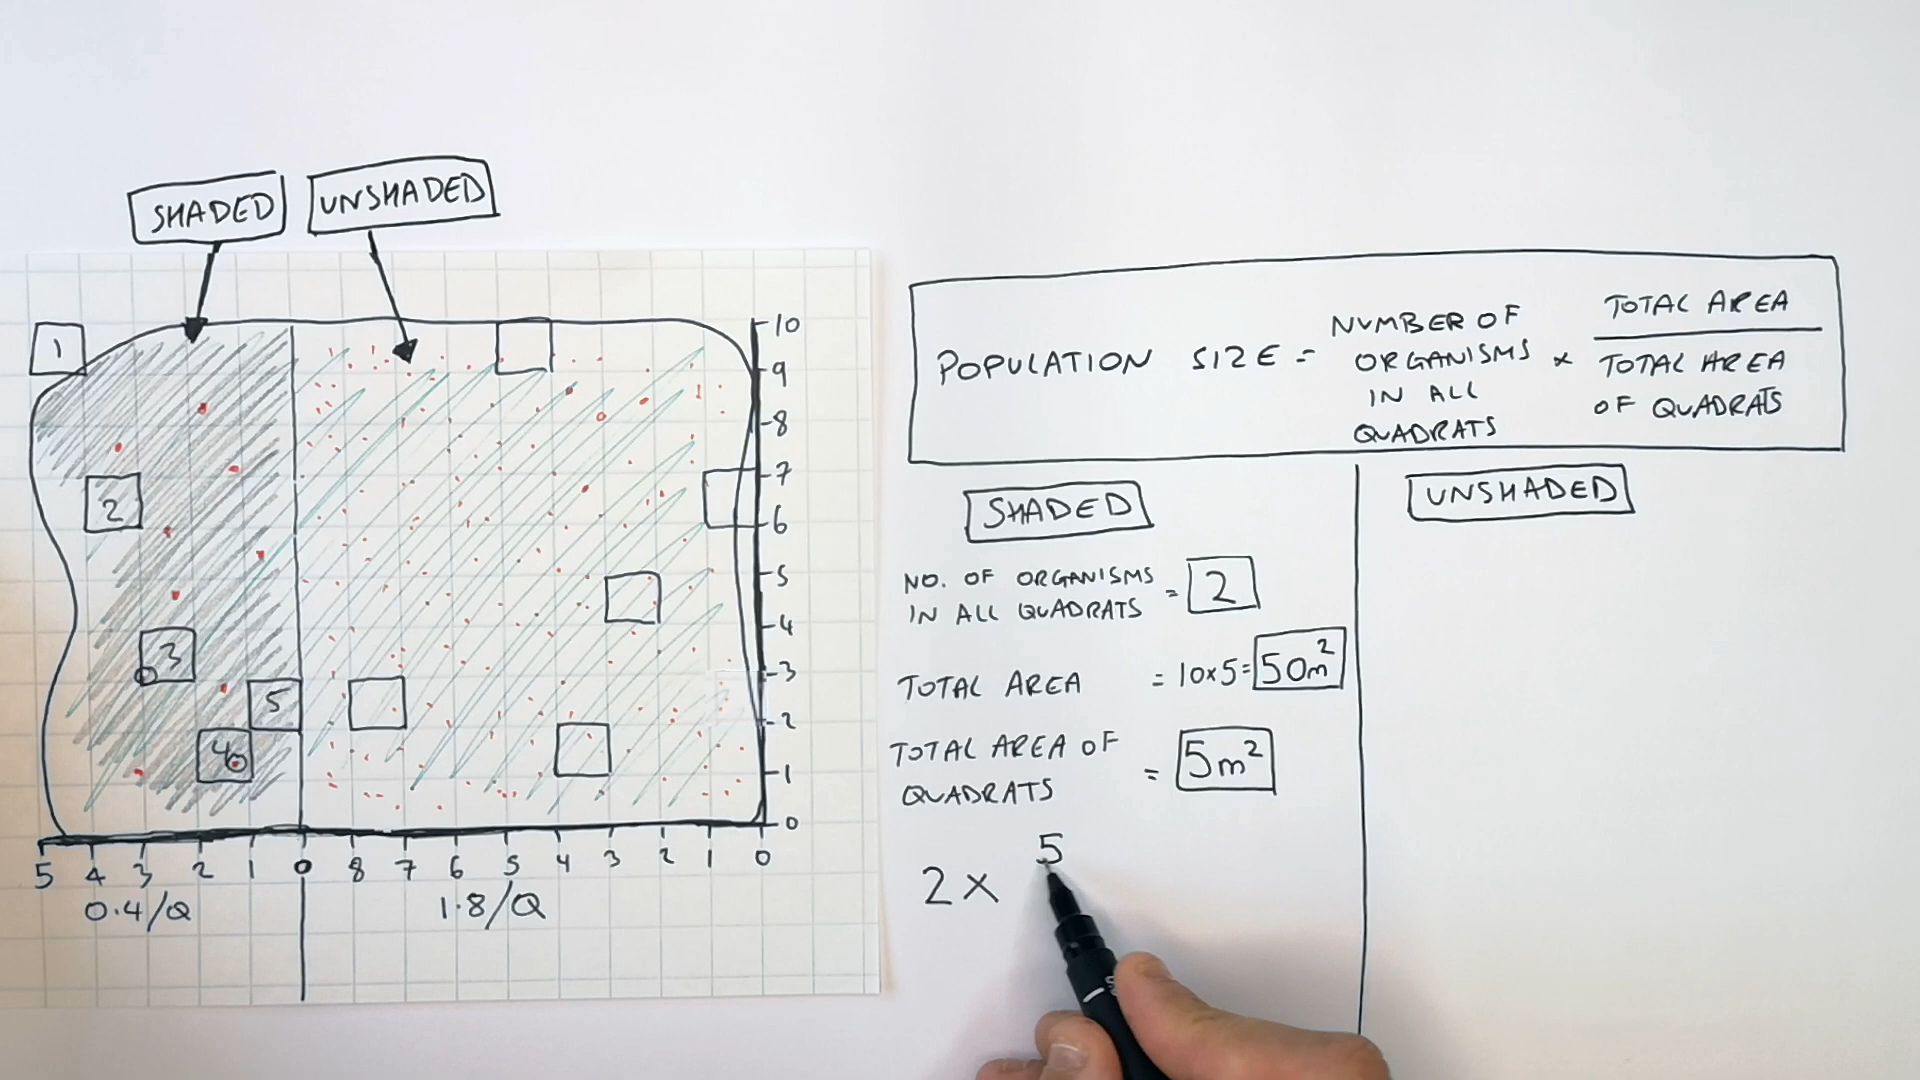 SHADED
UNSHADED
1
2
3
4
5
10
9
8
7
6
5
4
3
2
1
0
5 4 3 2 1 0 8 7 6 5 4 3 2 1 0
0.4/Q
1.8/Q
POPULATION SIZE = NUMBER OF
ORGANISMS
IN ALL
QUADRATS
× TOTAL AREA
TOTAL AREA
OF QUADRATS
SHADED
NO. OF ORGANISMS
IN ALL QUADRATS = 2
TOTAL AREA = 10×5= 50m²
TOTAL AREA OF
QUADRATS = 5m²
2 × 5
UNSHADED